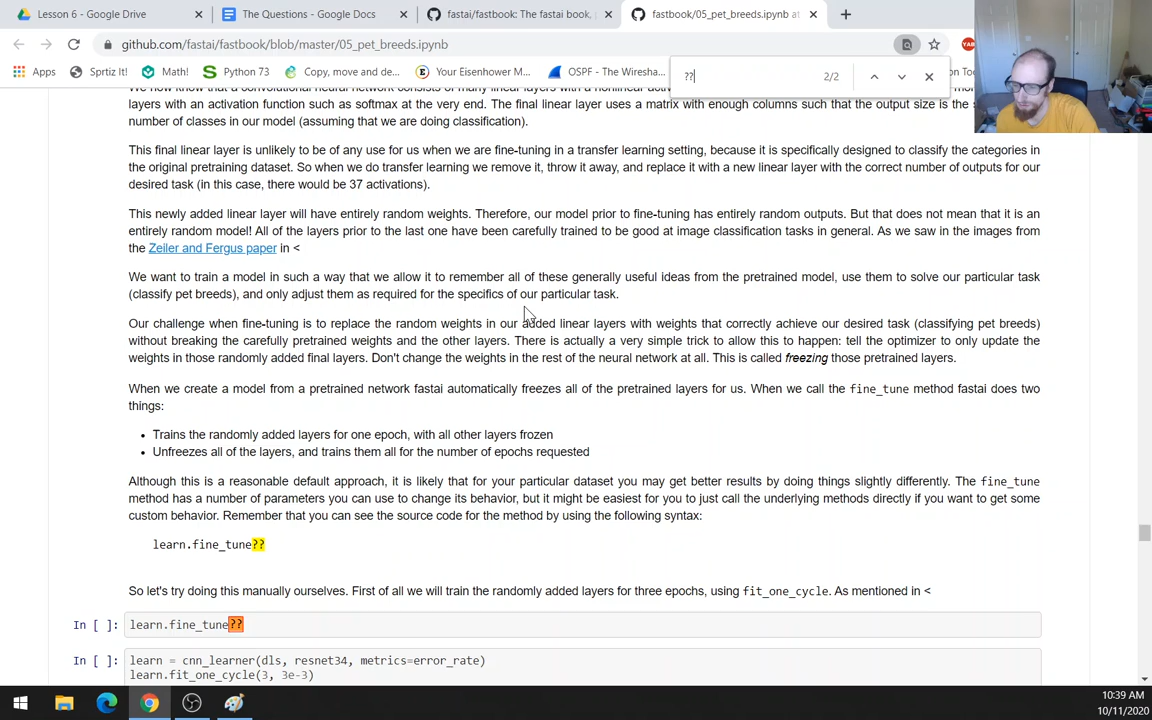 Lesson 6 - Google Drive
The Questions - Google Docs
fastai/fastbook: The fastai book,
fastbook/05_pet_breeds.ipynb at
github.com/fastai/fastbook/blob/master/05_pet_breeds.ipynb
??
2/2
Apps
Sprtiz It!
Math!
Python 73
Copy, move and de...
Your Eisenhower M...
OSPF - The Wiresha...
layers with an activation function such as softmax at the very end. The final linear layer uses a matrix with enough columns such that the output size is the
number of classes in our model (assuming that we are doing classification).
This final linear layer is unlikely to be of any use for us when we are fine-tuning in a transfer learning setting, because it is specifically designed to classify the categories in
the original pretraining dataset. So when we do transfer learning we remove it, throw it away, and replace it with a new linear layer with the correct number of outputs for our
desired task (in this case, there would be 37 activations).
This newly added linear layer will have entirely random weights. Therefore, our model prior to fine-tuning has entirely random outputs. But that does not mean that it is an
entirely random model! All of the layers prior to the last one have been carefully trained to be good at image classification tasks in general. As we saw in the images from
the Zeiler and Fergus paper in <
We want to train a model in such a way that we allow it to remember all of these generally useful ideas from the pretrained model, use them to solve our particular task
(classify pet breeds), and only adjust them as required for the specifics of our particular task.
Our challenge when fine-tuning is to replace the random weights in our added linear layers with weights that correctly achieve our desired task (classifying pet breeds)
without breaking the carefully pretrained weights and the other layers. There is actually a very simple trick to allow this to happen: tell the optimizer to only update the
weights in those randomly added final layers. Don't change the weights in the rest of the neural network at all. This is called freezing those pretrained layers.
When we create a model from a pretrained network fastai automatically freezes all of the pretrained layers for us. When we call the fine_tune method fastai does two
things:
• Trains the randomly added layers for one epoch, with all other layers frozen
• Unfreezes all of the layers, and trains them all for the number of epochs requested
Although this is a reasonable default approach, it is likely that for your particular dataset you may get better results by doing things slightly differently. The fine_tune
method has a number of parameters you can use to change its behavior, but it might be easiest for you to just call the underlying methods directly if you want to get some
custom behavior. Remember that you can see the source code for the method by using the following syntax:
learn.fine_tune??
So let's try doing this manually ourselves. First of all we will train the randomly added layers for three epochs, using fit_one_cycle. As mentioned in <
In [ ]: learn.fine_tune??
In [ ]: learn = cnn_learner(dls, resnet34, metrics=error_rate)
learn.fit_one_cycle(3, 3e-3)
10:39 AM
10/11/2020